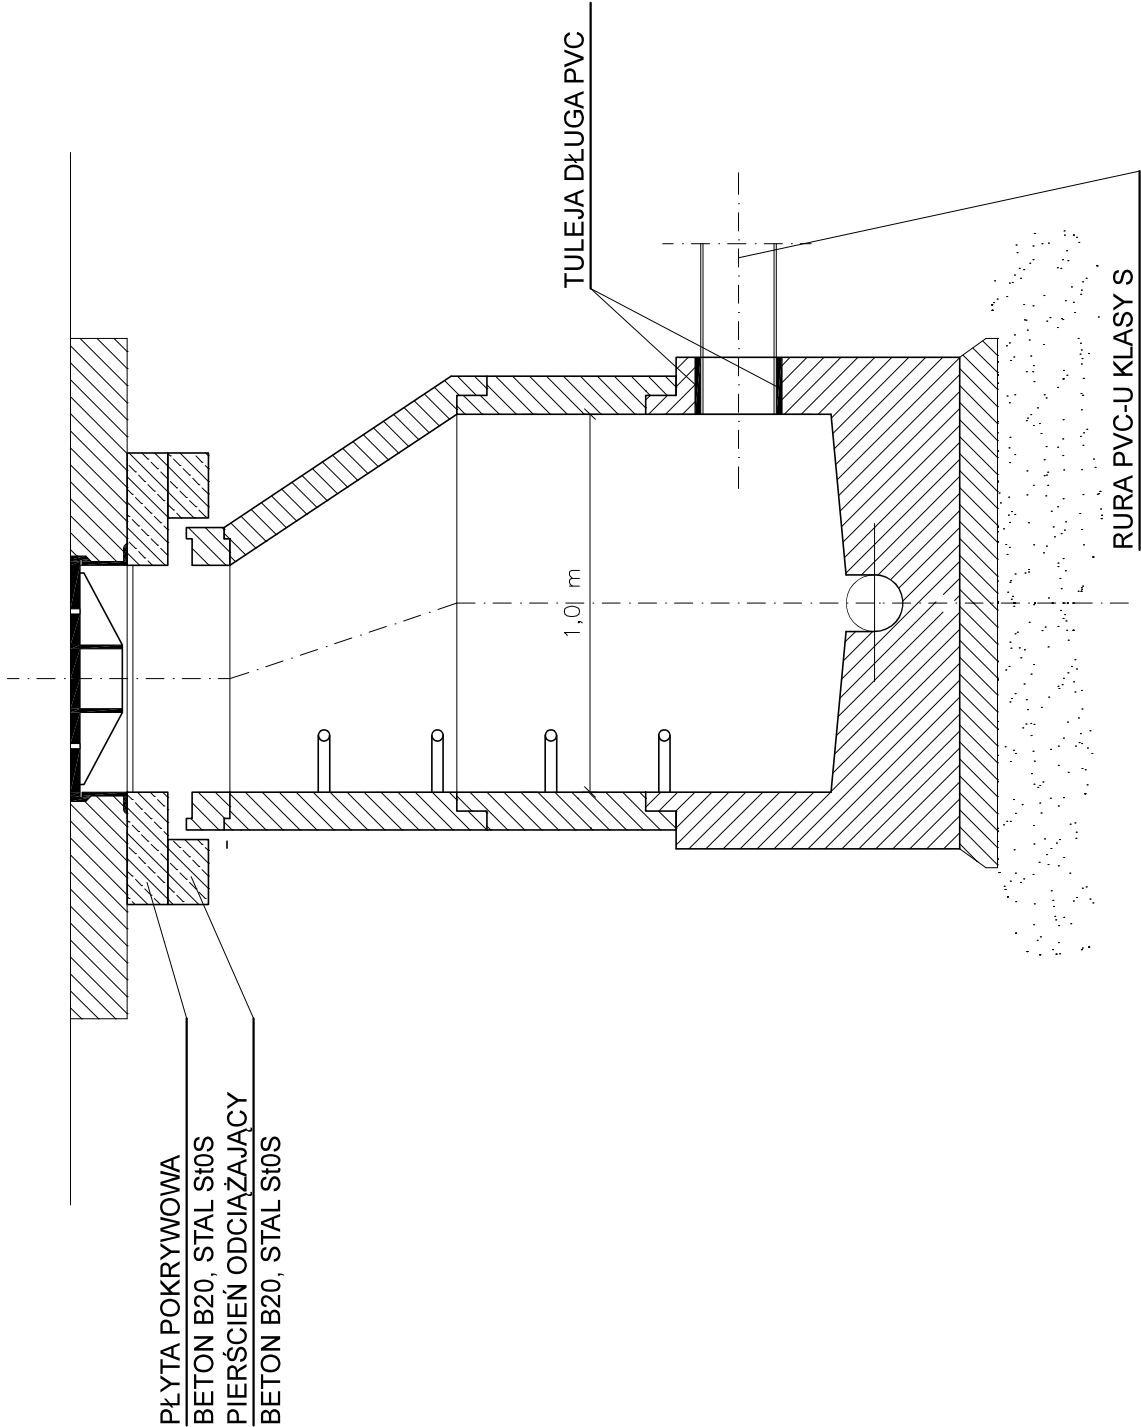 PŁYTA POKRYWOWA
BETON B20, STAL St0S
PIERŚCIEŃ ODCIĄŻAJĄCY
BETON B20, STAL St0S
TULEJA DŁUGA PVC
1,0 m
RURA PVC-U KLASY S